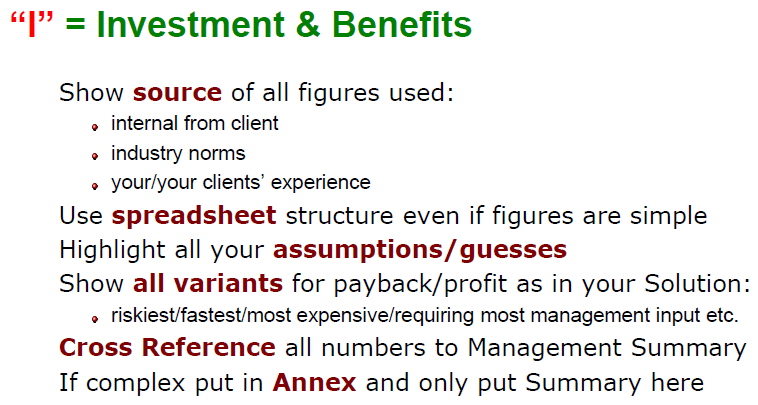 “I” = Investment & Benefits
Show source of all figures used:
internal from client
industry norms
your/your clients’ experience
Use spreadsheet structure even if figures are simple
Highlight all your assumptions/guesses
Show all variants for payback/profit as in your Solution:
riskiest/fastest/most expensive/requiring most management input etc.
Cross Reference all numbers to Management Summary
If complex put in Annex and only put Summary here